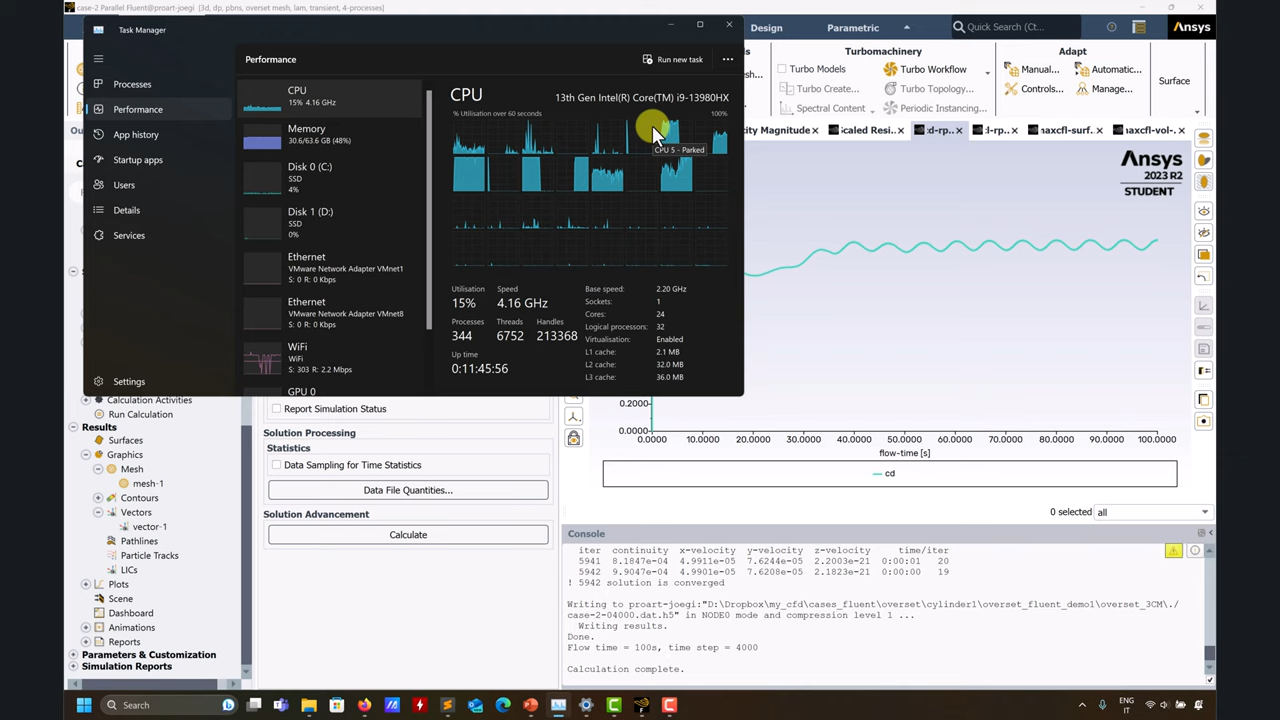 case-2 Parallel Fluent@proart-joegi [3d, dp, pbns, overset mesh, lam, transient, 4-processes]
Task Manager
Design
Parametric
Quick Search (Ct...
Ansys
Performance
Run new task
Processes
Performance
App history
Startup apps
Users
Details
Services
Settings
CPU
15% 4.16 GHz
Memory
30.6/63.6 GB (48%)
Disk 0 (C:)
SSD
4%
Disk 1 (D:)
SSD
0%
Ethernet
VMware Network Adapter VMnet1
S: 0 R: 0 Kbps
Ethernet
VMware Network Adapter VMnet8
S: 0 R: 0 Kbps
WiFi
WiFi
S: 303 R: 2.2 Mbps
GPU 0
CPU
13th Gen Intel(R) Core(TM) i9-13980HX
% Utilisation over 60 seconds
100%
CPU 5 - Parked
Utilisation
Speed
15%
4.16 GHz
Processes
Threads
Handles
344
6752
213368
Up time
0:11:45:56
Base speed:
2.20 GHz
Sockets:
1
Cores:
24
Logical processors:
32
Virtualisation:
Enabled
L1 cache:
2.1 MB
L2 cache:
32.0 MB
L3 cache:
36.0 MB
Turbomachinery
Adapt
Turbo Models
Turbo Workflow
Manual...
Automatic...
Surface
Turbo Create...
Turbo Topology...
Controls...
Manage...
Spectral Content
Periodic Instancing...
city Magnitude
caled Resi..
:d-rp..
d-rp..
naxcfl-surf..
naxcfl-vol-..
Ansys
2023 R2
STUDENT
0.2000
0.0000
0.0000
10.0000
20.0000
30.0000
40.0000
50.0000
60.0000
70.0000
80.0000
90.0000
100.0000
flow-time [s]
cd
0 selected
all
Calculation Activities
Run Calculation
Results
Surfaces
Graphics
Mesh
mesh-1
Contours
Vectors
vector-1
Pathlines
Particle Tracks
LICs
Plots
Scene
Dashboard
Animations
Reports
Parameters & Customization
Simulation Reports
Report Simulation Status
Solution Processing
Statistics
Data Sampling for Time Statistics
Data File Quantities...
Solution Advancement
Calculate
Console
iter continuity x-velocity y-velocity z-velocity time/iter
5941 8.1847e-04 4.9911e-05 7.6244e-05 2.2003e-21 0:00:01 20
5942 9.9047e-04 4.9901e-05 7.6208e-05 2.1823e-21 0:00:00 19
! 5942 solution is converged
Writing to proart-joegi:"D:\Dropbox\my_cfd\cases_fluent\overset\cylinder1\overset_fluent_demo1\overset_3CM\./
case-2-04000.dat.h5" in NODE0 mode and compression level 1 ...
Writing results.
Done.
Flow time = 100s, time step = 4000
Calculation complete.
Search
ENG
IT